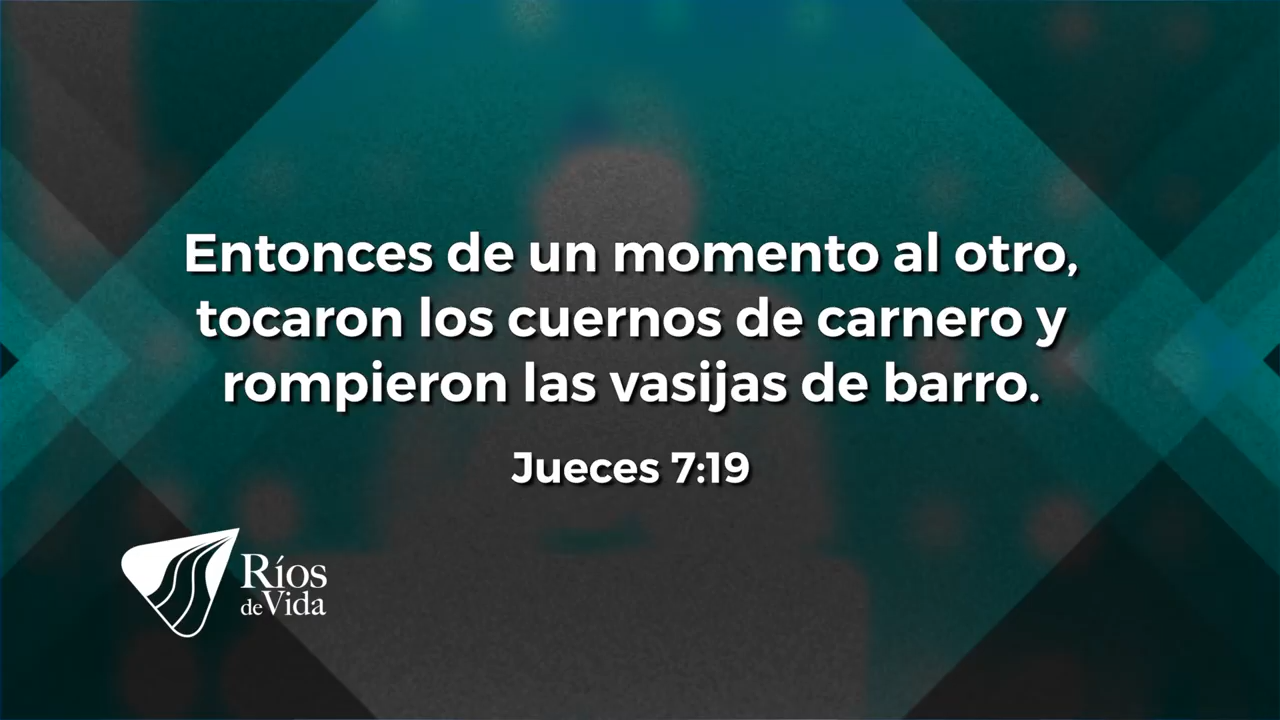 Entonces de un momento al otro,
tocaron los cuernos de carnero y
rompieron las vasijas de barro.
Jueces 7:19
Ríos
de Vida